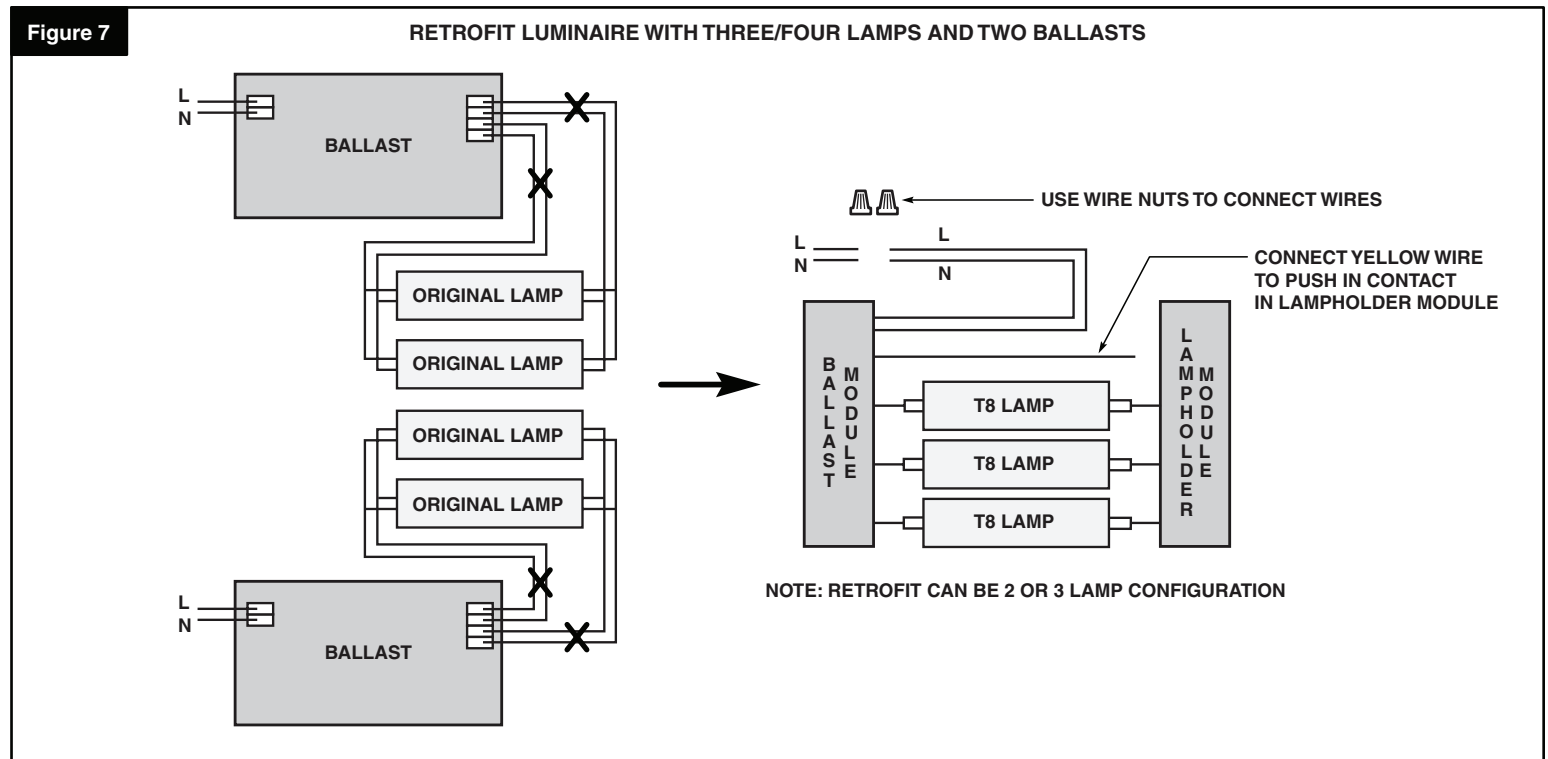 Figure 7
RETROFIT LUMINAIRE WITH THREE/FOUR LAMPS AND TWO BALLASTS
L
N
BALLAST
ORIGINAL LAMP
ORIGINAL LAMP
ORIGINAL LAMP
ORIGINAL LAMP
L
N
BALLAST
USE WIRE NUTS TO CONNECT WIRES
L
N
L
N
CONNECT YELLOW WIRE
TO PUSH IN CONTACT
IN LAMPHOLDER MODULE
BALLAST
MODULE
T8 LAMP
T8 LAMP
T8 LAMP
LAMPHOLDER
MODULE
NOTE: RETROFIT CAN BE 2 OR 3 LAMP CONFIGURATION